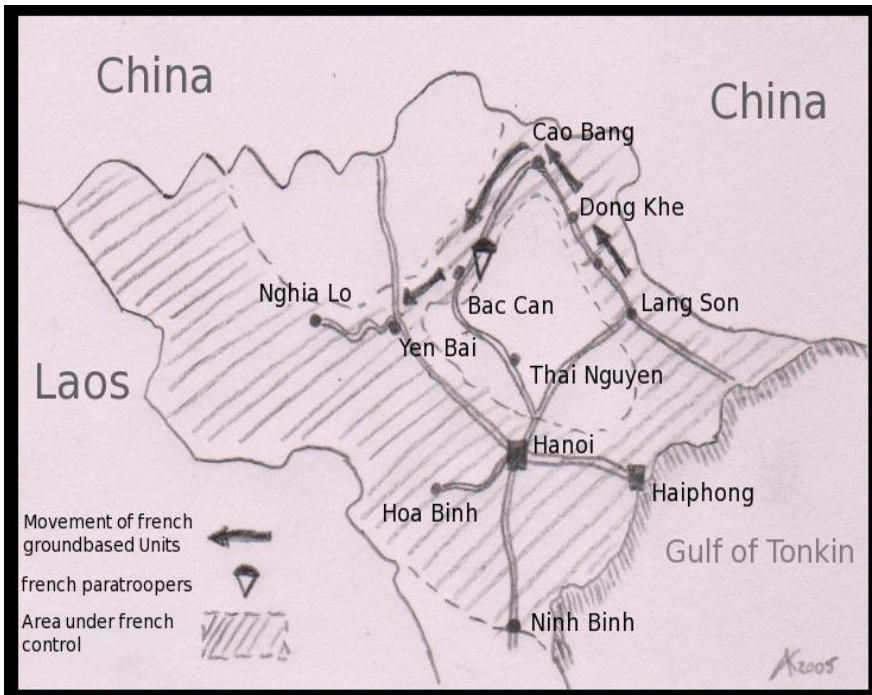 China
China
Cao Bang
Dong Khe
Nghia Lo
Bac Can
Lang Son
Yen Bai
Laos
Thai Nguyen
Hanoi
Haiphong
Hoa Binh
Movement of french
groundbased Units
Gulf of Tonkin
french paratroopers
Area under french
control
Ninh Binh
AK2005